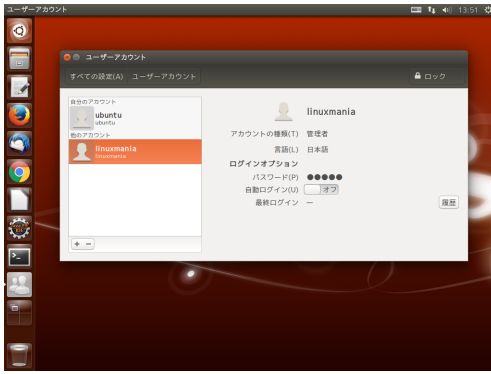 ユーザーアカウント
13:51
ユーザーアカウント
すべての設定(A) ユーザーアカウント
ロック
自分のアカウント
ubuntu
ubuntu
他のアカウント
linuxmania
linuxmania
linuxmania
アカウントの種類(T) 管理者
言語(L) 日本語
ログインオプション
パスワード(P) ●●●●●
自動ログイン(U) オフ
最終ログイン —
履歴
+ −